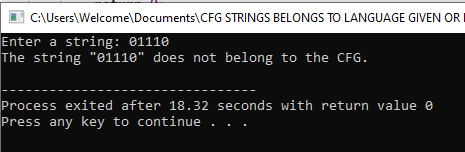 C:\Users\Welcome\Documents\CFG STRINGS BELONGS TO LANGUAGE GIVEN OR
Enter a string: 01110
The string "01110" does not belong to the CFG.
--------------------------------
Process exited after 18.32 seconds with return value 0
Press any key to continue . . .